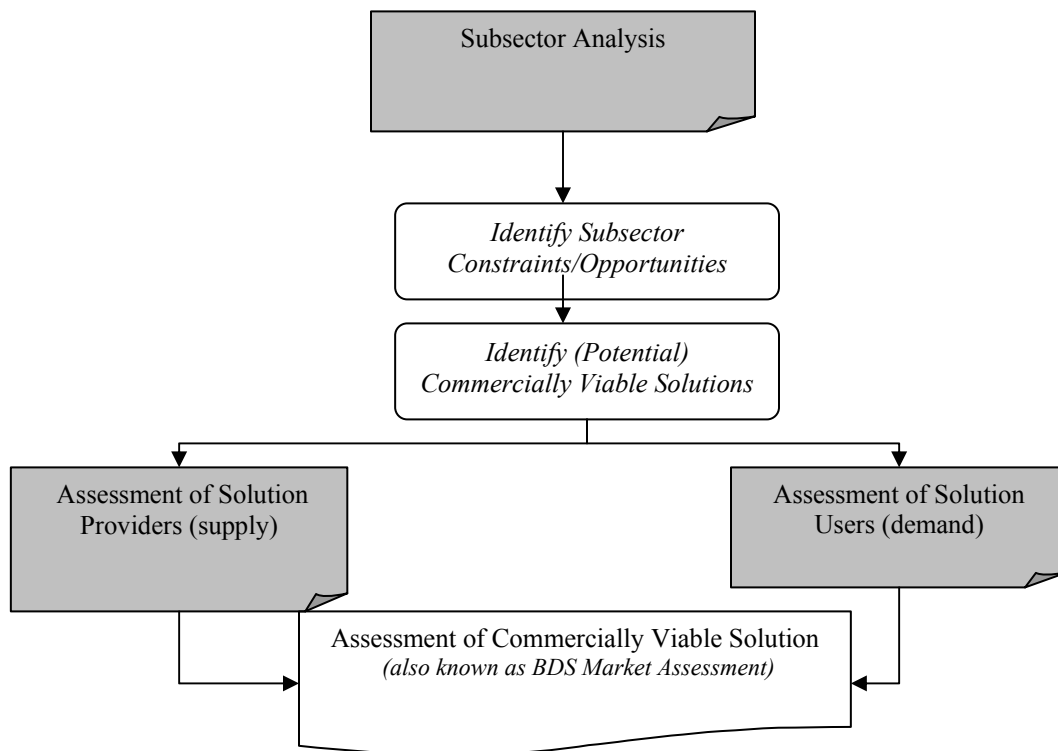 Subsector Analysis
Identify Subsector
Constraints/Opportunities
Identify (Potential)
Commercially Viable Solutions
Assessment of Solution
Providers (supply)
Assessment of Solution
Users (demand)
Assessment of Commercially Viable Solution
(also known as BDS Market Assessment)